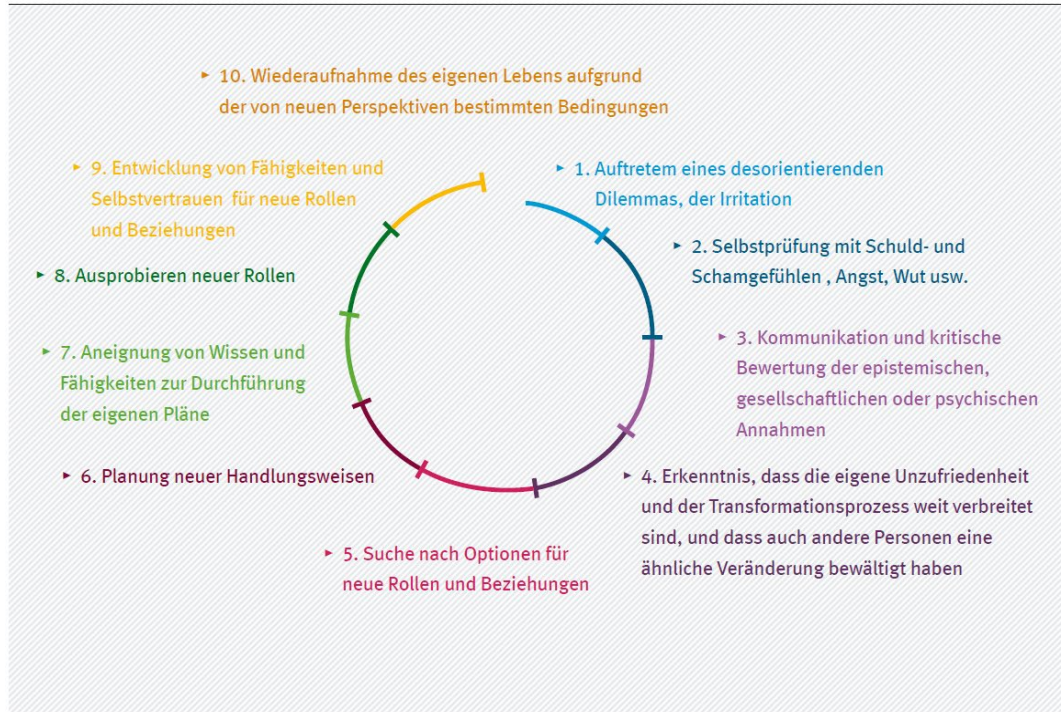 ► 10. Wiederaufnahme des eigenen Lebens aufgrund
der von neuen Perspektiven bestimmten Bedingungen
► 1. Auftretem eines desorientierenden
Dilemmas, der Irritation
► 2. Selbstprüfung mit Schuld- und
Schamgefühlen , Angst, Wut usw.
► 3. Kommunikation und kritische
Bewertung der epistemischen,
gesellschaftlichen oder psychischen
Annahmen
► 4. Erkenntnis, dass die eigene Unzufriedenheit
und der Transformationsprozess weit verbreitet
sind, und dass auch andere Personen eine
ähnliche Veränderung bewältigt haben
► 5. Suche nach Optionen für
neue Rollen und Beziehungen
► 6. Planung neuer Handlungsweisen
► 7. Aneignung von Wissen und
Fähigkeiten zur Durchführung
der eigenen Pläne
► 8. Ausprobieren neuer Rollen
► 9. Entwicklung von Fähigkeiten und
Selbstvertrauen für neue Rollen
und Beziehungen